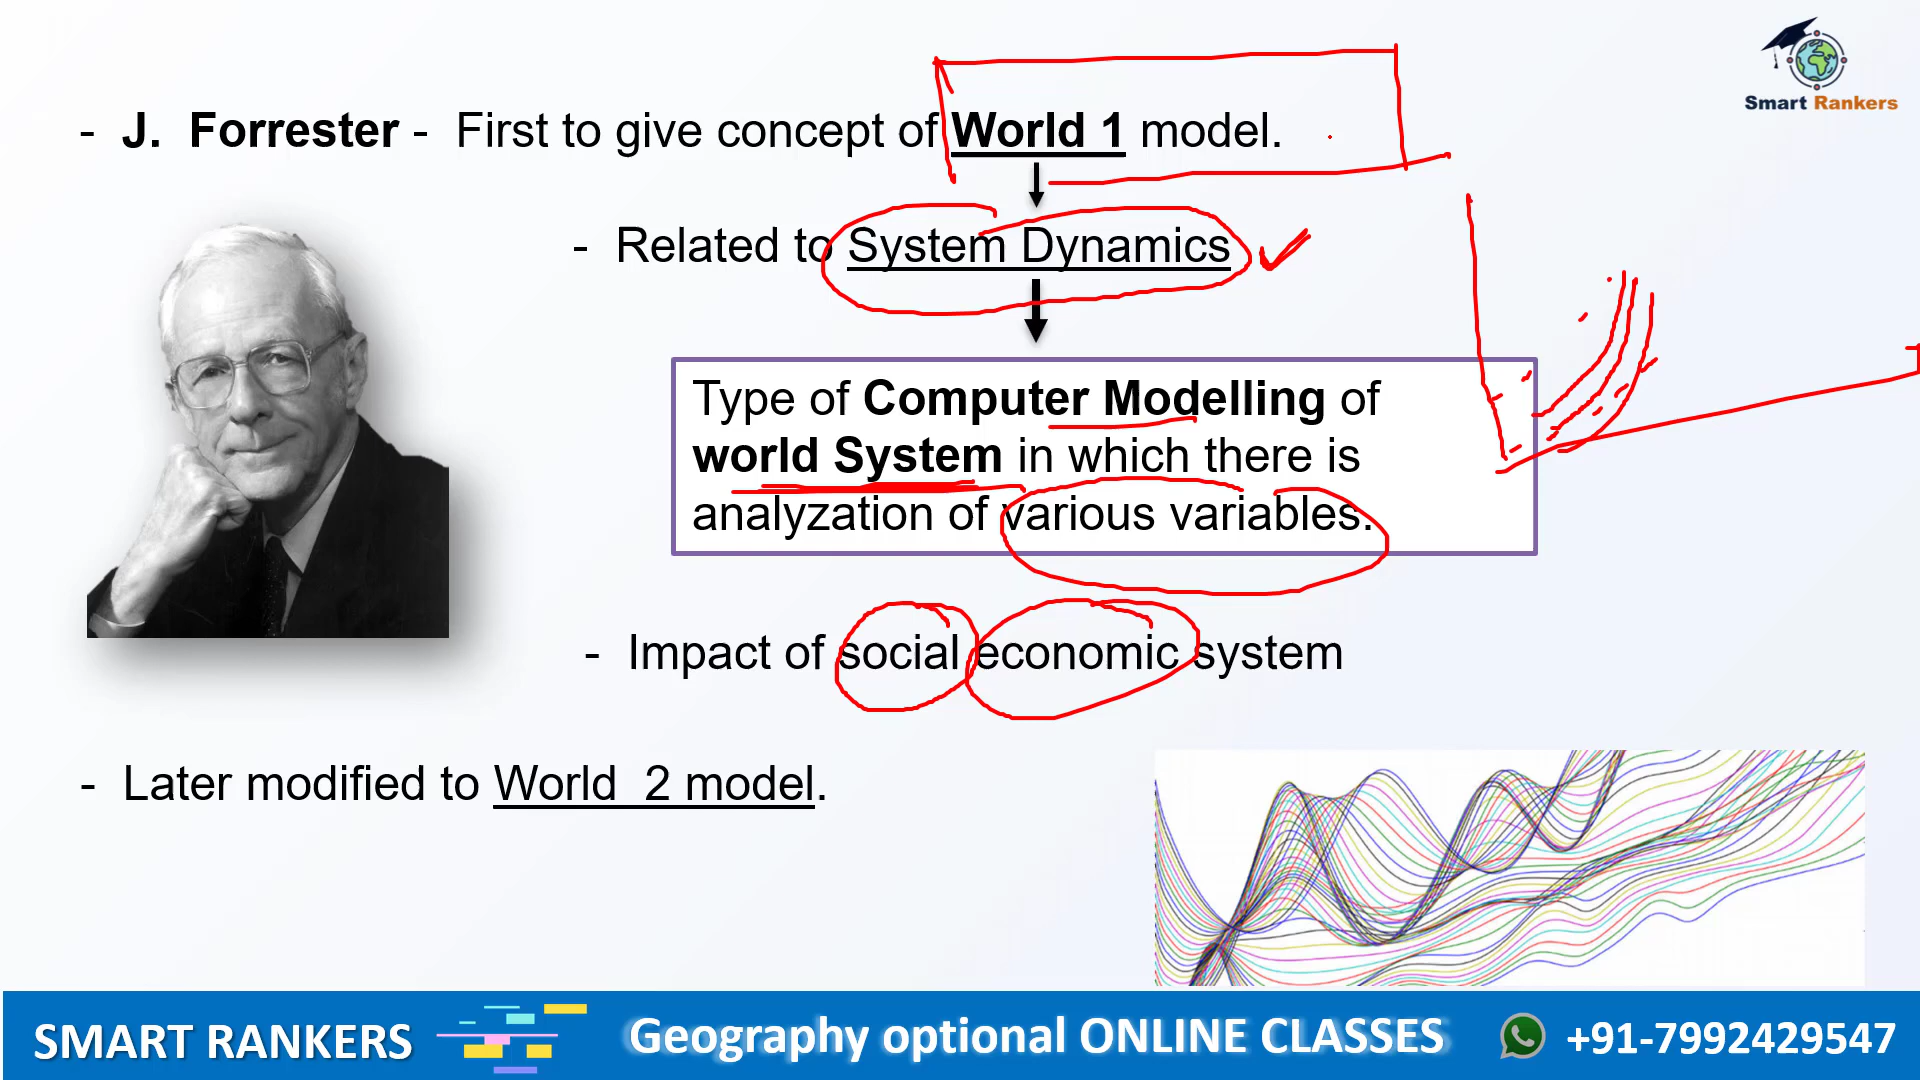 Smart Rankers
- J. Forrester - First to give concept of World 1 model.
- Related to System Dynamics
Type of Computer Modelling of
world System in which there is
analyzation of various variables.
- Impact of social economic system
- Later modified to World 2 model.
SMART RANKERS
Geography optional ONLINE CLASSES
+91-7992429547